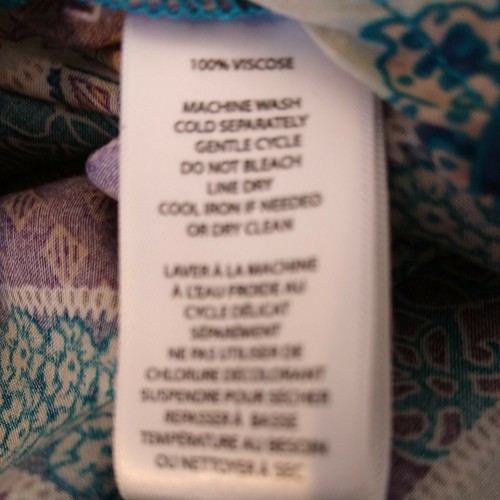 100% VISCOSE
MACHINE WASH
COLD SEPARATELY
GENTLE CYCLE
DO NOT BLEACH
LINE DRY
COOL IRON IF NEEDED
OR DRY CLEAN
LAVER À LA MACHINE
À L'EAU FROIDE AU
CYCLE DÉLICAT
SÉPARÉMENT
NE PAS UTILISER DE
CHLORURE DÉCOLORANT
SUSPENDRE POUR SÉCHER
REPASSER À BASSE
TEMPÉRATURE AU BESOIN
OU NETTOYER À SEC